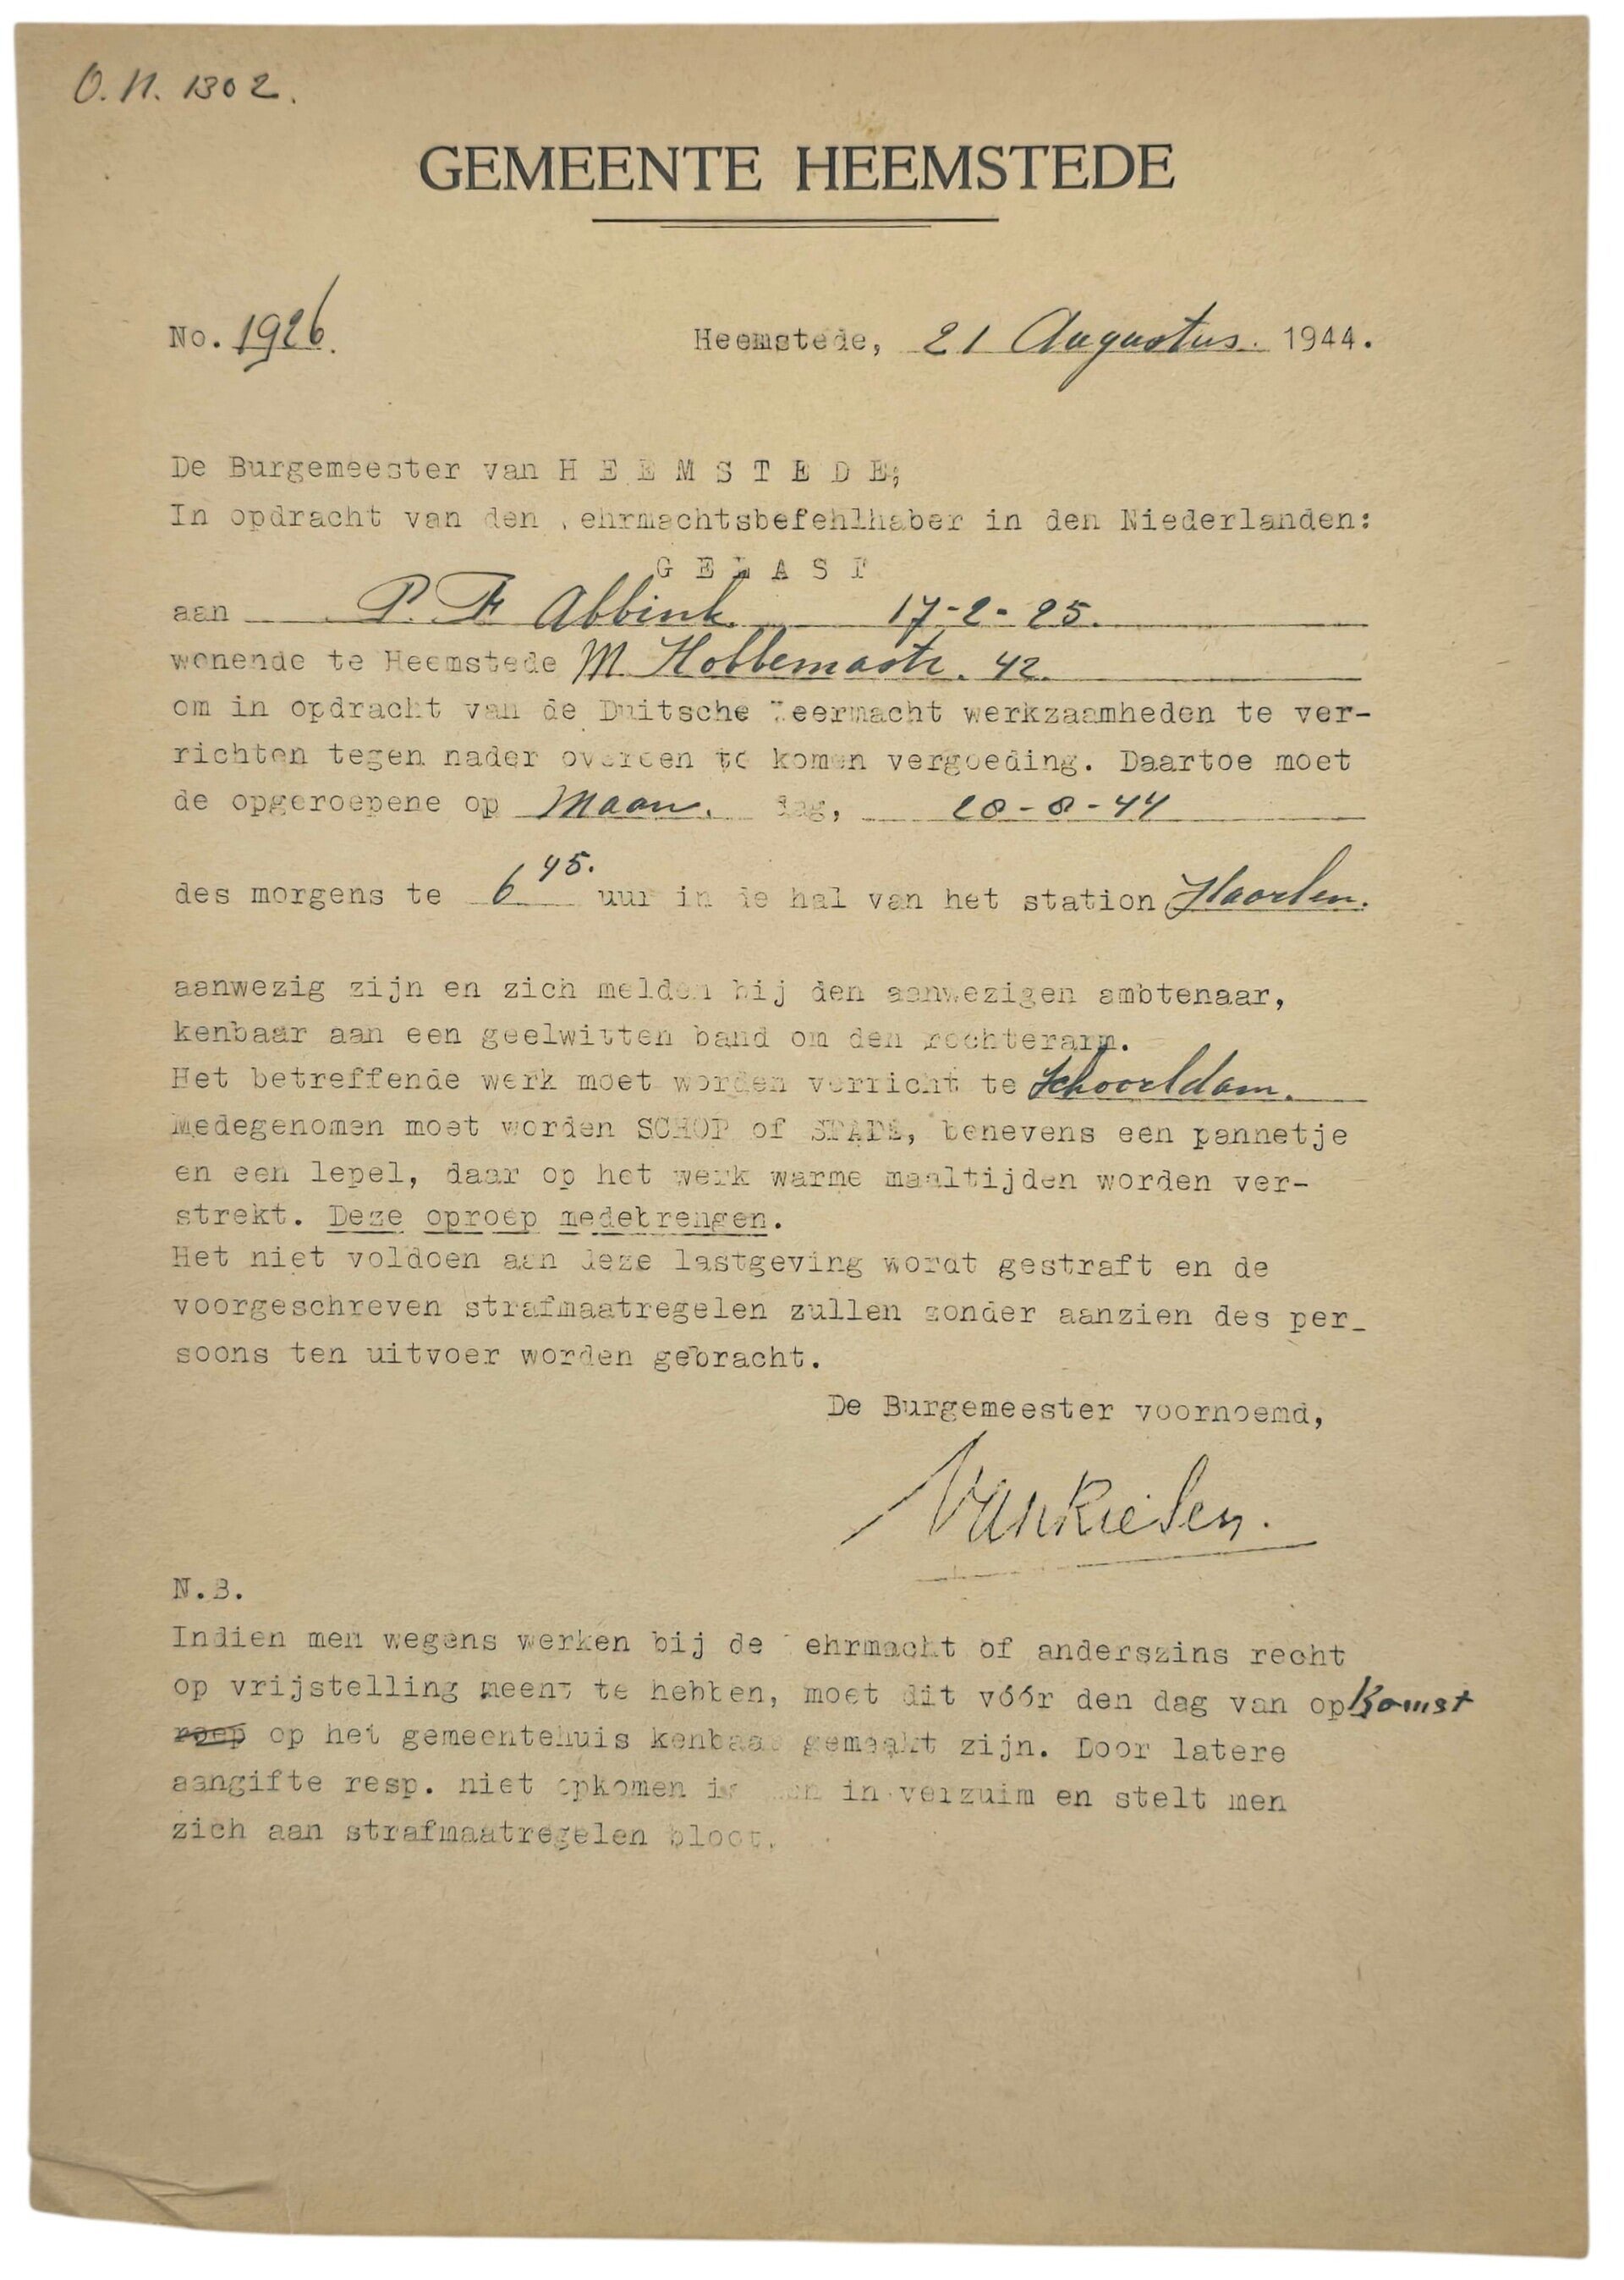 O.N. 1302.
GEMEENTE HEEMSTEDE
No. 1926. Heemstede, 21 Augustus. 1944.
De Burgemeester van H E E M S T E D E;
In opdracht van den ehrmachtsbefehlhaber in den Niederlanden:
G E L A S T
aan P. F. Abbink. 17-2-25.
wonende te Heemstede M. Hobbemastr. 42.
om in opdracht van de Duitsche Weermacht werkzaamheden te ver-
richten tegen nader overeen te komen vergoeding. Daartoe moet
de opgeroepene op Maan. dag, 28-8-44
des morgens te 6 45. uur in de hal van het station Haarlem.
aanwezig zijn en zich melden bij den aanwezigen ambtenaar,
kenbaar aan een geelwitten band om den rechterarm.
Het betreffende werk moet worden verricht te Schoorldam.
Medegenomen moet worden SCHOP of SPADE, benevens een pannetje
en een lepel, daar op het werk warme maaltijden worden ver-
strekt. Deze oproep medebrengen.
Het niet voldoen aan deze lastgeving wordt gestraft en de
voorgeschreven strafmaatregelen zullen zonder aanzien des per_
soons ten uitvoer worden gebracht.
De Burgemeester voornoemd,
VanRiesen.
N.B.
Indien men wegens werken bij de ehrmacht of anderszins recht
op vrijstelling meent te hebben, moet dit vóór den dag van opkomst
roep op het gemeentehuis kenbaar gemaakt zijn. Door latere
aangifte resp. niet opkomen is men in verzuim en stelt men
zich aan strafmaatregelen bloot.